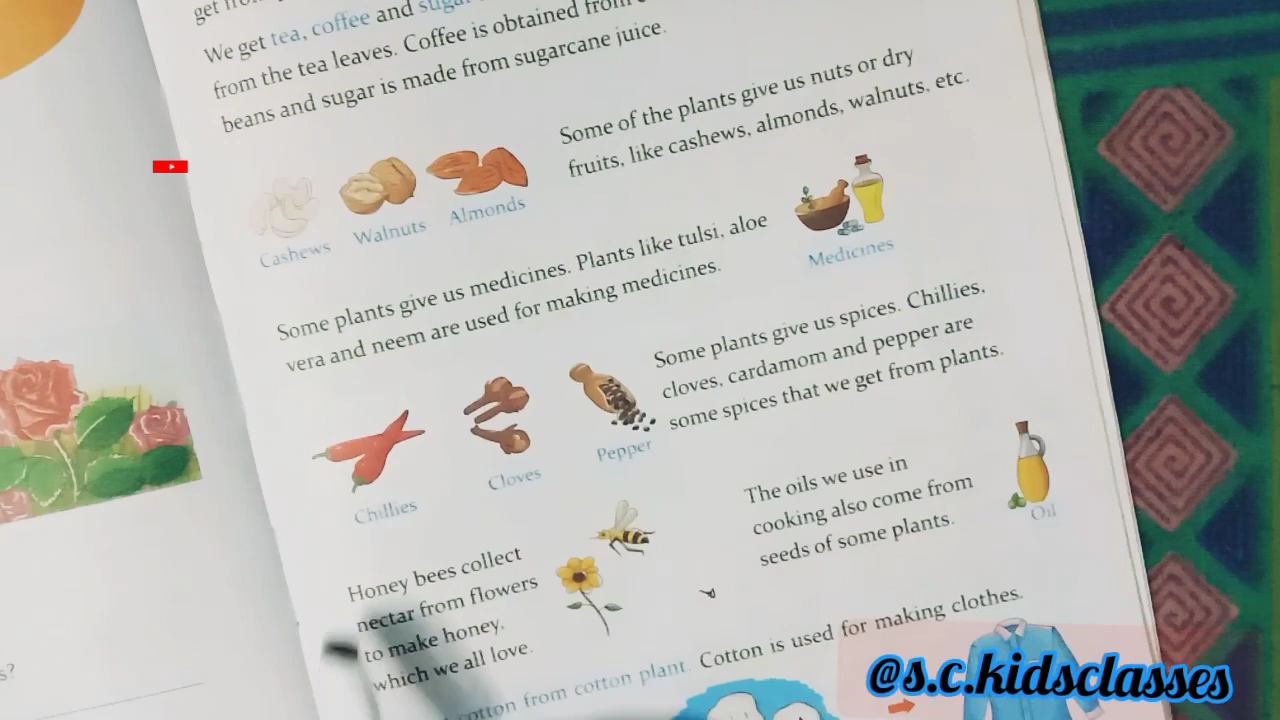 get from
We get tea, coffee and sugar
from the tea leaves. Coffee is obtained from
beans and sugar is made from sugarcane juice.
Some of the plants give us nuts or dry
fruits, like cashews, almonds, walnuts, etc.
Cashews
Walnuts
Almonds
Some plants give us medicines. Plants like tulsi, aloe
vera and neem are used for making medicines.
Medicines
Some plants give us spices. Chillies,
cloves, cardamom and pepper are
some spices that we get from plants.
Chillies
Cloves
Pepper
The oils we use in
cooking also come from
seeds of some plants.
Oil
Honey bees collect
nectar from flowers
to make honey,
which we all love.
cotton from cotton plant. Cotton is used for making clothes.
s?
@s.c.kidsclasses